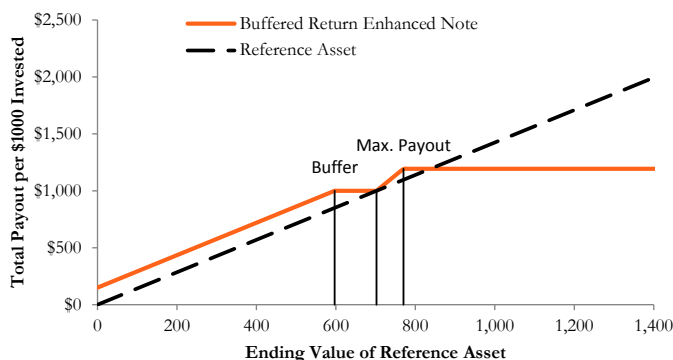 $2,500
$2,000
$1,500
$1,000
$500
$0
Total Payout per $1000 Invested
Buffered Return Enhanced Note
Reference Asset
Buffer
Max. Payout
0
200
400
600
800
1,000
1,200
1,400
Ending Value of Reference Asset